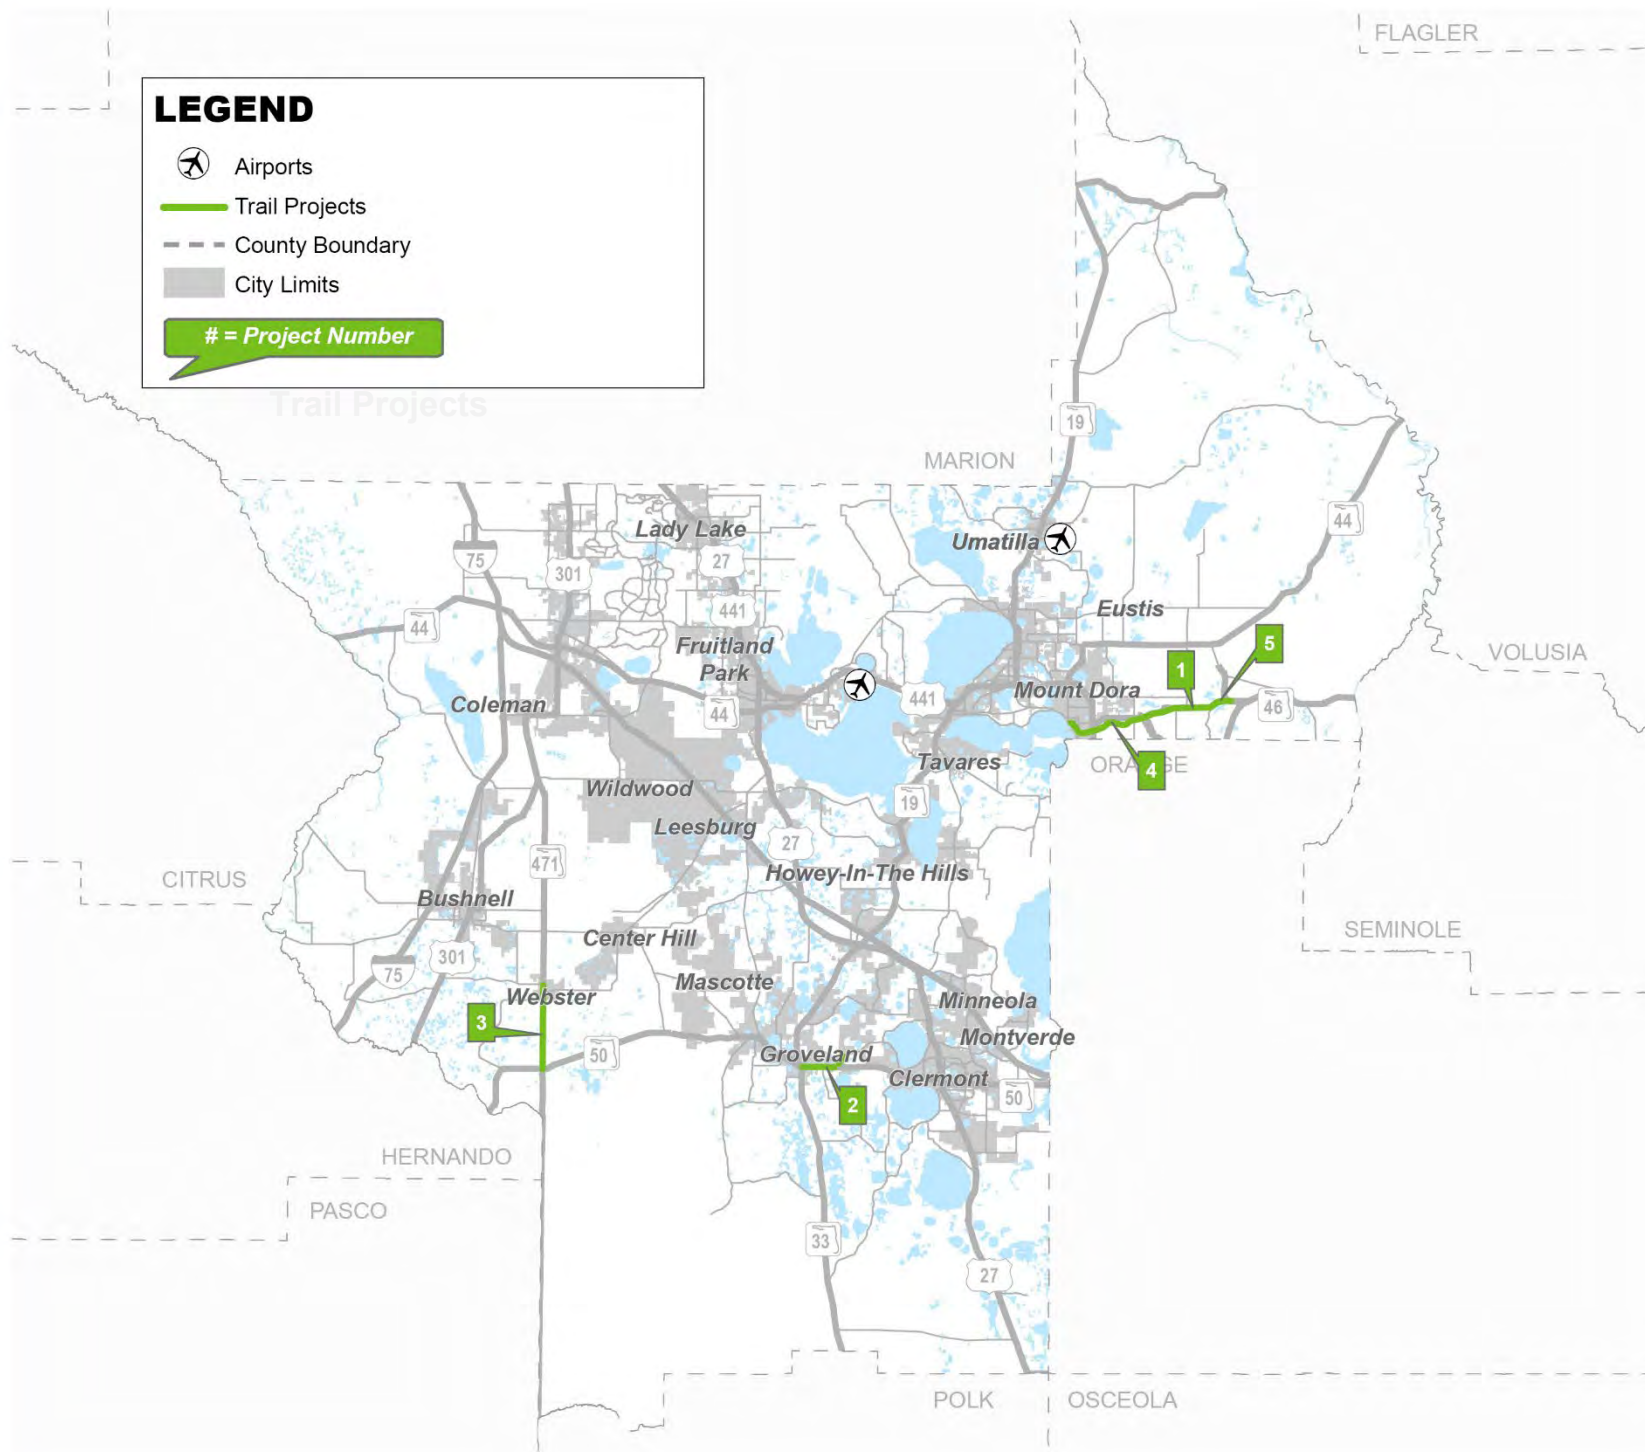 FLAGLER
LEGEND
Airports
Trail Projects
County Boundary
City Limits
# = Project Number
Trail Projects
19
MARION
44
Lady Lake
Umatilla
75
27
301
441
Eustis
44
Fruitland
Park
5
1
VOLUSIA
Mount Dora
441
Coleman
44
46
Tavares
ORANGE
4
Wildwood
19
Leesburg
27
471
Howey-In-The Hills
CITRUS
Bushnell
SEMINOLE
Center Hill
301
75
Mascotte
Webster
Minneola
3
Montverde
50
Groveland
Clermont
2
50
HERNANDO
PASCO
33
27
POLK
OSCEOLA